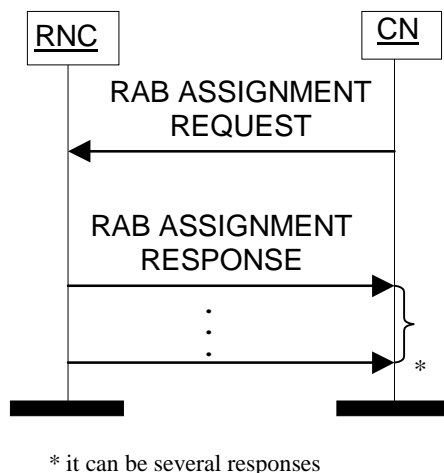 RNC
CN
RAB ASSIGNMENT
REQUEST
RAB ASSIGNMENT
RESPONSE
*
* it can be several responses